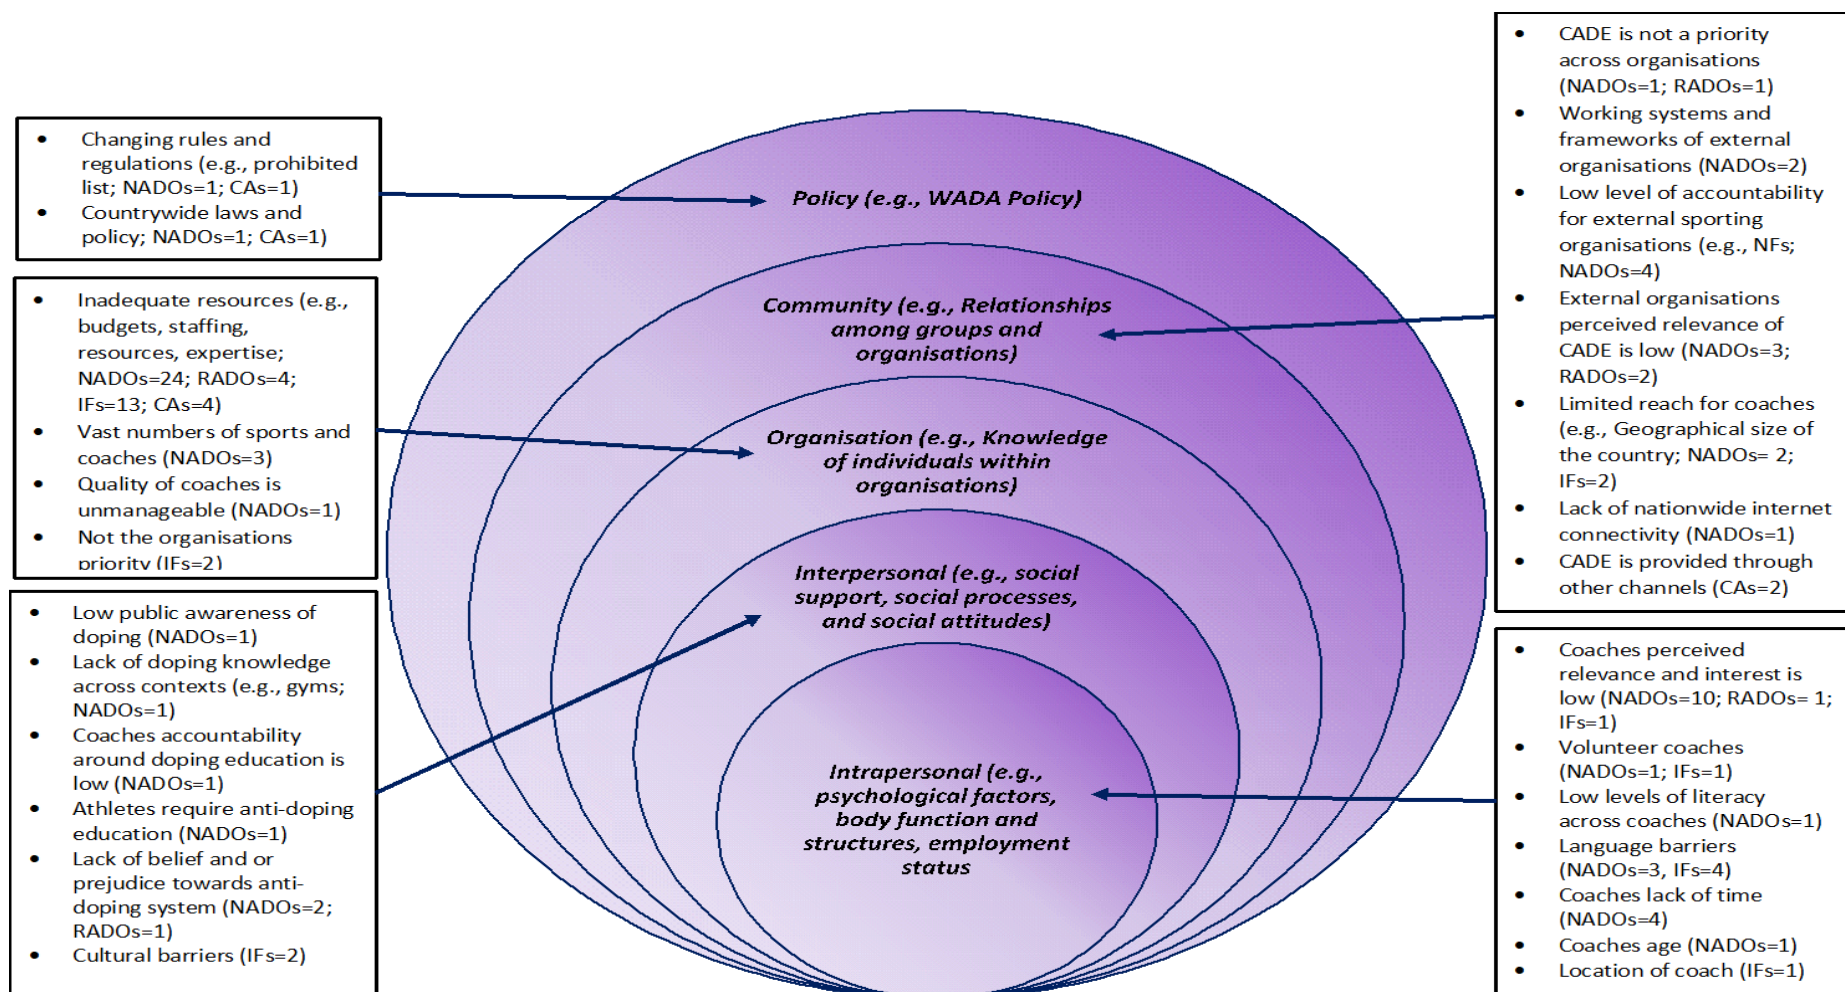 • Changing rules and
regulations (e.g., prohibited
list; NADOs=1; CAs=1)
• Countrywide laws and
policy; NADOs=1; CAs=1)
• Inadequate resources (e.g.,
budgets, staffing,
resources, expertise;
NADOs=24; RADOs=4;
IFs=13; CAs=4)
• Vast numbers of sports and
coaches (NADOs=3)
• Quality of coaches is
unmanageable (NADOs=1)
• Not the organisations
priority (IFs=2)
• Low public awareness of
doping (NADOs=1)
• Lack of doping knowledge
across contexts (e.g., gyms;
NADOs=1)
• Coaches accountability
around doping education is
low (NADOs=1)
• Athletes require anti-doping
education (NADOs=1)
• Lack of belief and or
prejudice towards anti-
doping system (NADOs=2;
RADOs=1)
• Cultural barriers (IFs=2)
Policy (e.g., WADA Policy)
Community (e.g., Relationships
among groups and
organisations)
Organisation (e.g., Knowledge
of individuals within
organisations)
Interpersonal (e.g., social
support, social processes,
and social attitudes)
Intrapersonal (e.g.,
psychological factors,
body function and
structures, employment
status
• CADE is not a priority
across organisations
(NADOs=1; RADOs=1)
• Working systems and
frameworks of external
organisations (NADOs=2)
• Low level of accountability
for external sporting
organisations (e.g., NFs;
NADOs=4)
• External organisations
perceived relevance of
CADE is low (NADOs=3;
RADOs=2)
• Limited reach for coaches
(e.g., Geographical size of
the country; NADOs= 2;
IFs=2)
• Lack of nationwide internet
connectivity (NADOs=1)
• CADE is provided through
other channels (CAs=2)
• Coaches perceived
relevance and interest is
low (NADOs=10; RADOs= 1;
IFs=1)
• Volunteer coaches
(NADOs=1; IFs=1)
• Low levels of literacy
across coaches (NADOs=1)
• Language barriers
(NADOs=3, IFs=4)
• Coaches lack of time
(NADOs=4)
• Coaches age (NADOs=1)
• Location of coach (IFs=1)